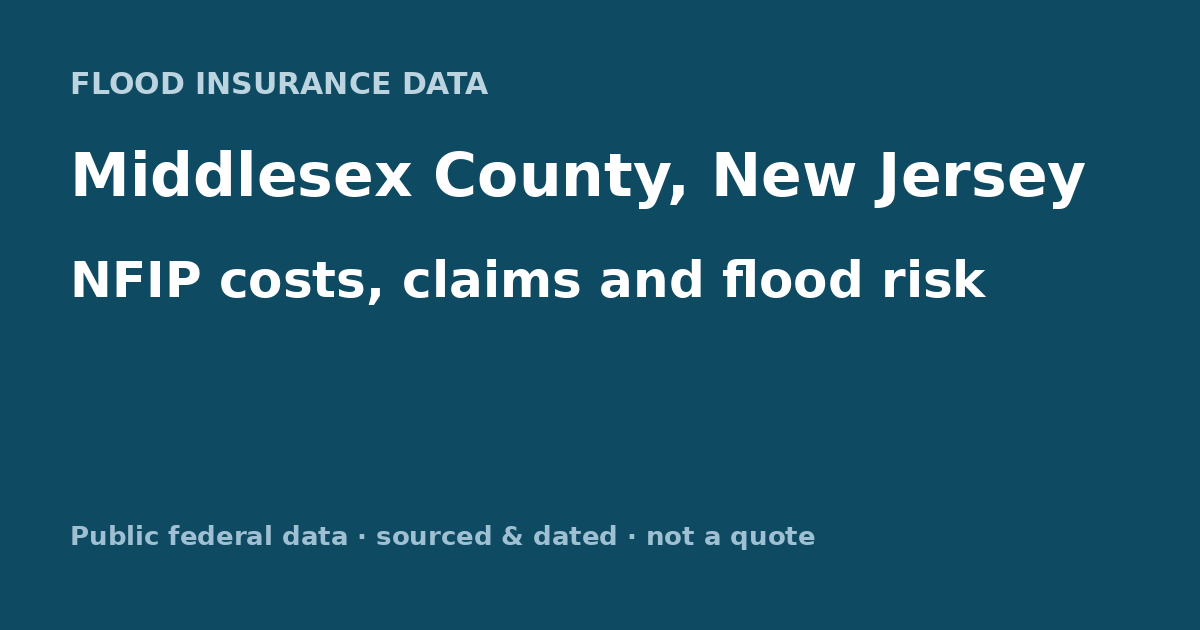 FLOOD INSURANCE DATA
Middlesex County, New Jersey
NFIP costs, claims and flood risk
Public federal data · sourced & dated · not a quote